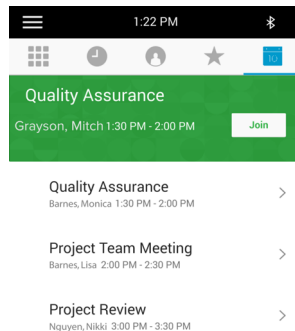 1:22 PM
10
Quality Assurance
Grayson, Mitch 1:30 PM - 2:00 PM
Join
Quality Assurance
Barnes, Monica 1:30 PM - 2:00 PM
Project Team Meeting
Barnes, Lisa 2:00 PM - 2:30 PM
Project Review
Nguyen, Nikki 3:00 PM - 3:30 PM